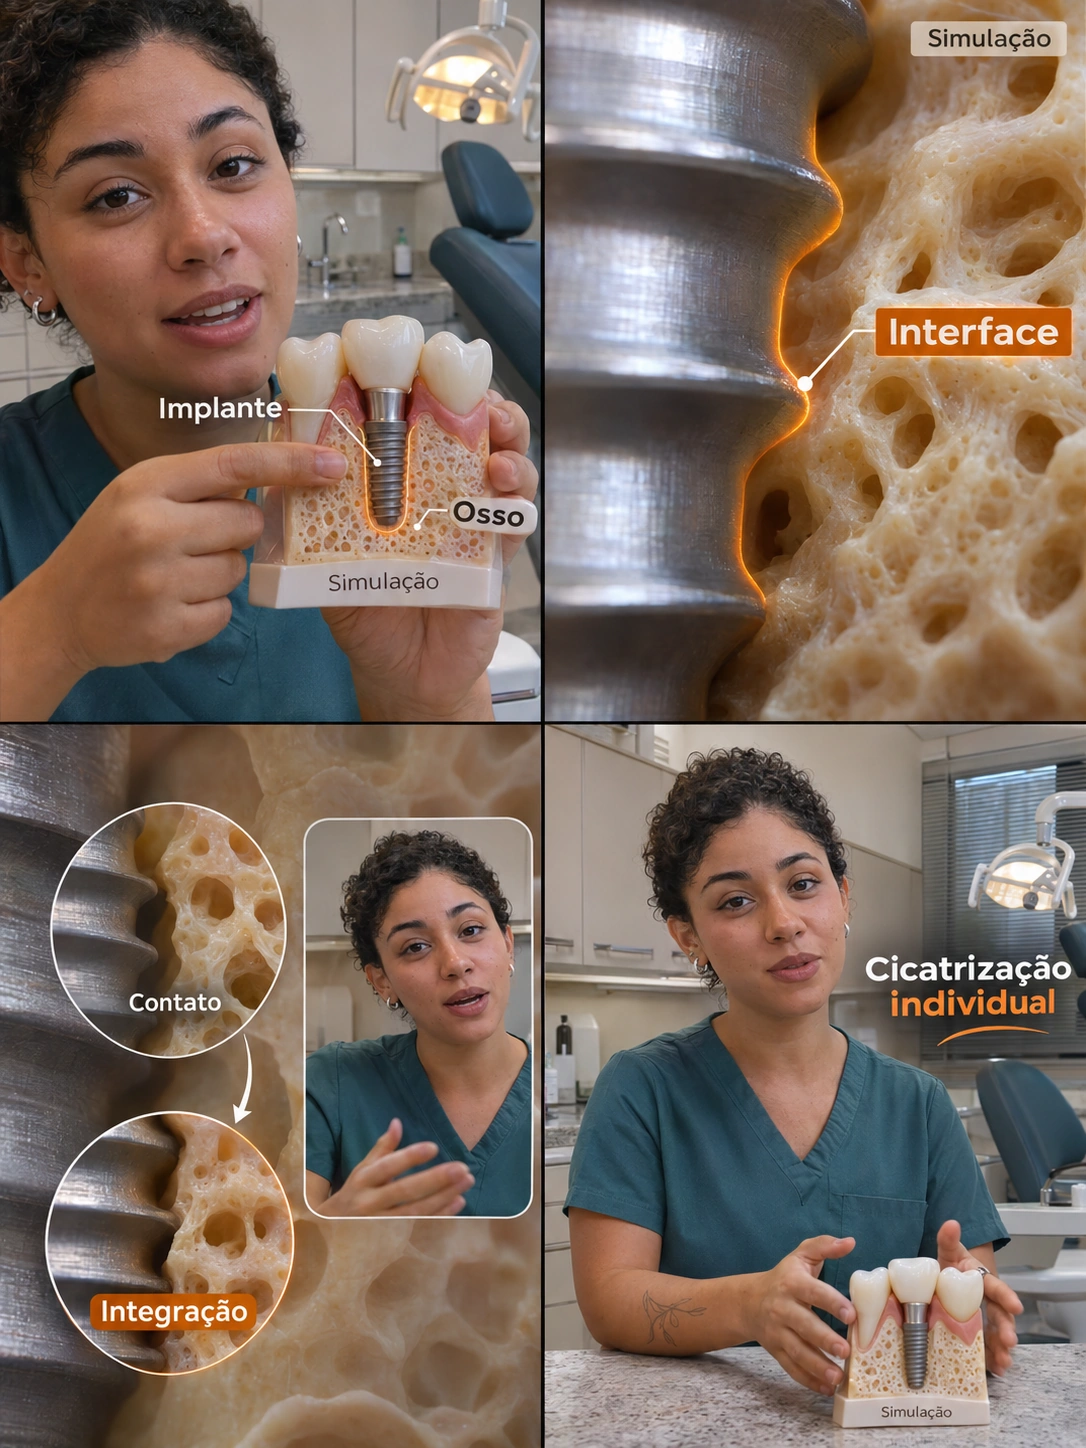 Implante
Osso
Simulação
Simulação
Interface
Contato
Integração
Cicatrização
individual
Simulação